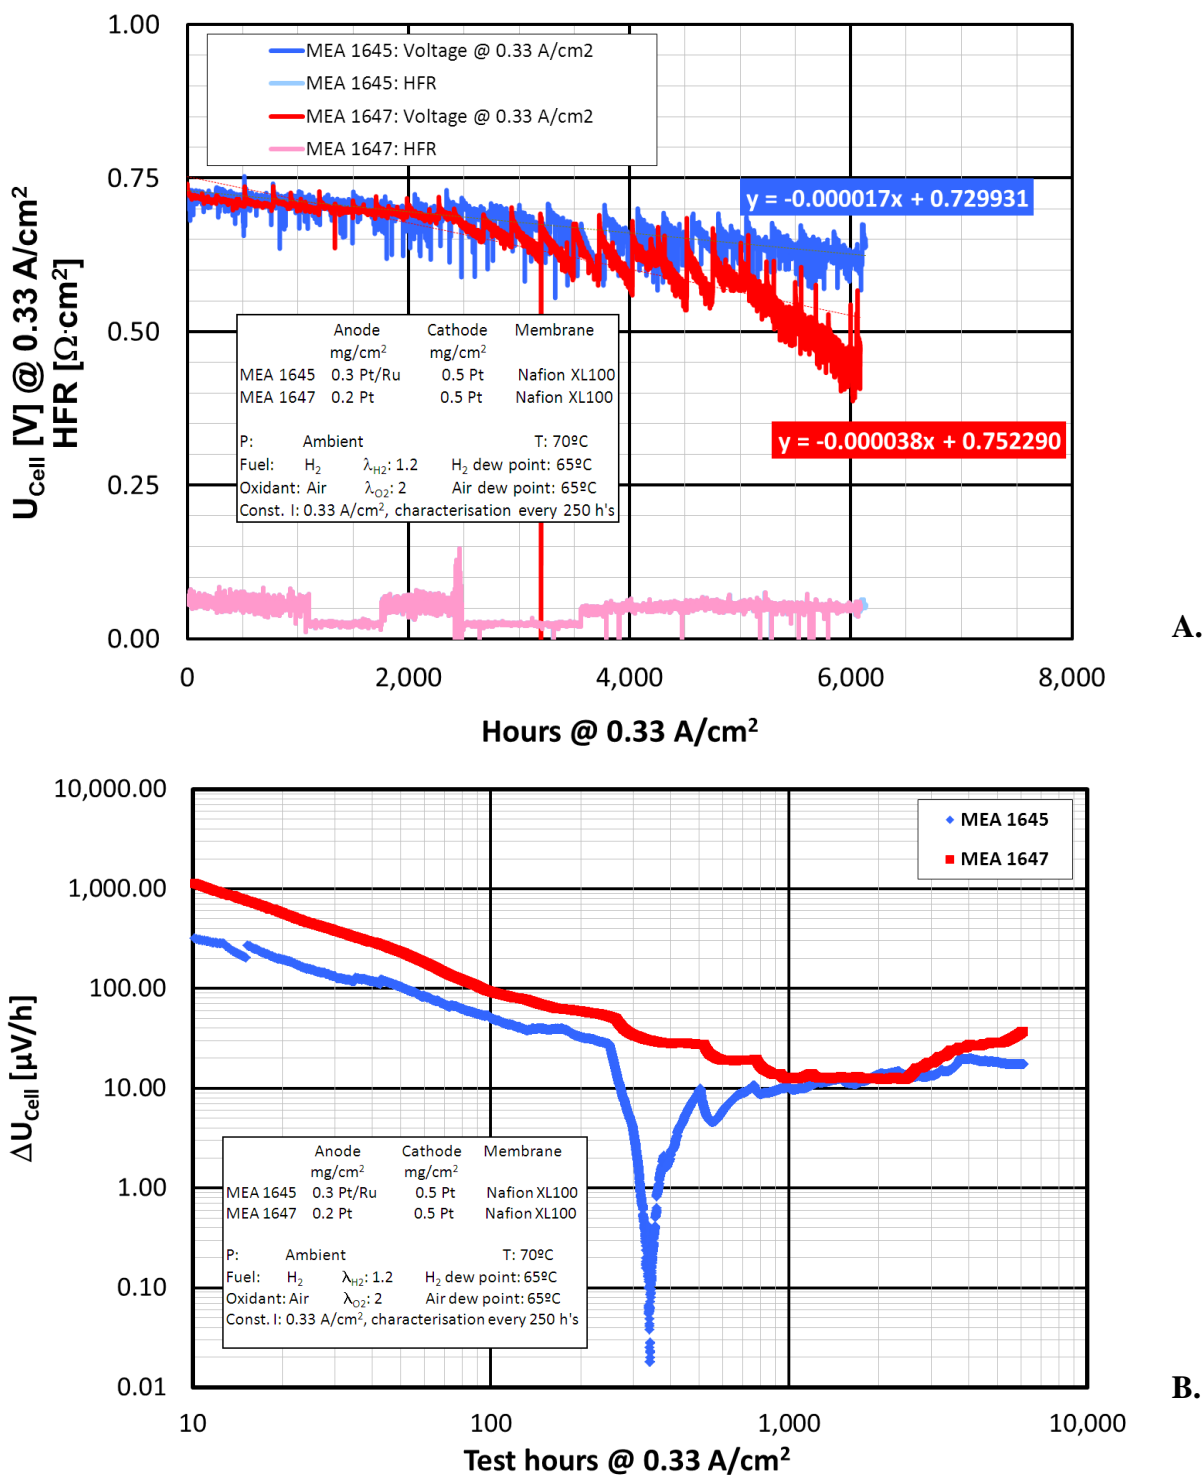 1.00
MEA 1645: Voltage @ 0.33 A/cm2
MEA 1645: HFR
MEA 1647: Voltage @ 0.33 A/cm2
MEA 1647: HFR
0.75
y = -0.000017x + 0.729931
U_Cell [V] @ 0.33 A/cm²
HFR [Ω·cm²]
0.50
Anode Cathode Membrane
mg/cm² mg/cm²
MEA 1645 0.3 Pt/Ru 0.5 Pt Nafion XL100
MEA 1647 0.2 Pt 0.5 Pt Nafion XL100
P: Ambient T: 70ºC
Fuel: H₂ λ_H2: 1.2 H₂ dew point: 65ºC
Oxidant: Air λ_O2: 2 Air dew point: 65ºC
Const. I: 0.33 A/cm², characterisation every 250 h's
y = -0.000038x + 0.752290
0.25
0.00
A.
0 2,000 4,000 6,000 8,000
Hours @ 0.33 A/cm²
10,000.00
MEA 1645
MEA 1647
1,000.00
100.00
ΔU_Cell [µV/h]
10.00
1.00
0.10
0.01
Anode Cathode Membrane
mg/cm² mg/cm²
MEA 1645 0.3 Pt/Ru 0.5 Pt Nafion XL100
MEA 1647 0.2 Pt 0.5 Pt Nafion XL100
P: Ambient T: 70ºC
Fuel: H₂ λ_H2: 1.2 H₂ dew point: 65ºC
Oxidant: Air λ_O2: 2 Air dew point: 65ºC
Const. I: 0.33 A/cm², characterisation every 250 h's
B.
10 100 1,000 10,000
Test hours @ 0.33 A/cm²